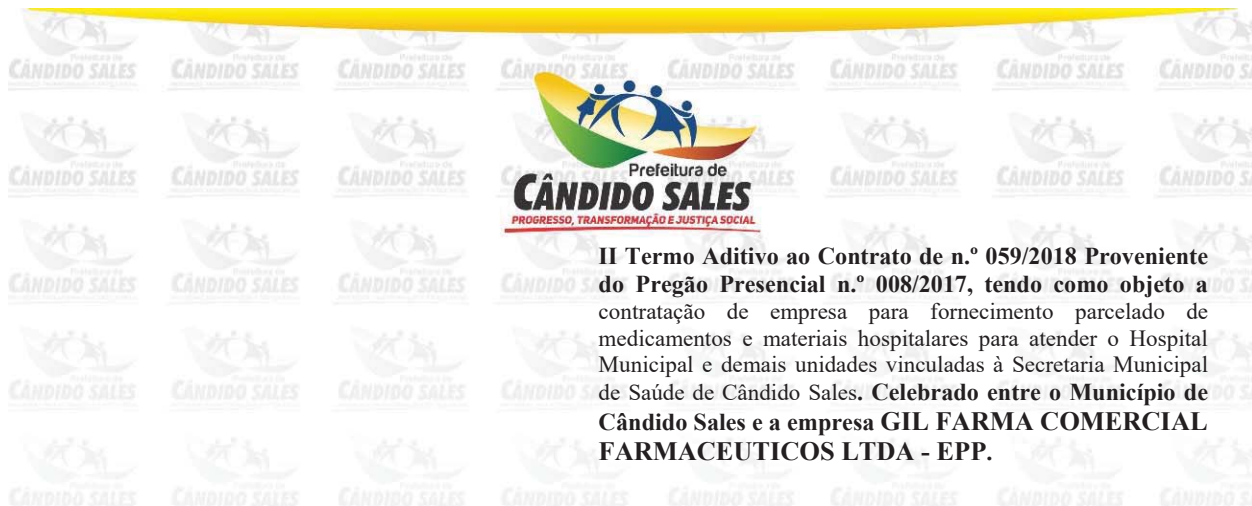 Prefeitura de
CÂNDIDO SALES
PROGRESSO, TRANSFORMAÇÃO E JUSTIÇA SOCIAL
II Termo Aditivo ao Contrato de n.º 059/2018 Proveniente
do Pregão Presencial n.º 008/2017, tendo como objeto a
contratação de empresa para fornecimento parcelado de
medicamentos e materiais hospitalares para atender o Hospital
Municipal e demais unidades vinculadas à Secretaria Municipal
de Saúde de Cândido Sales. Celebrado entre o Município de
Cândido Sales e a empresa GIL FARMA COMERCIAL
FARMACEUTICOS LTDA - EPP.